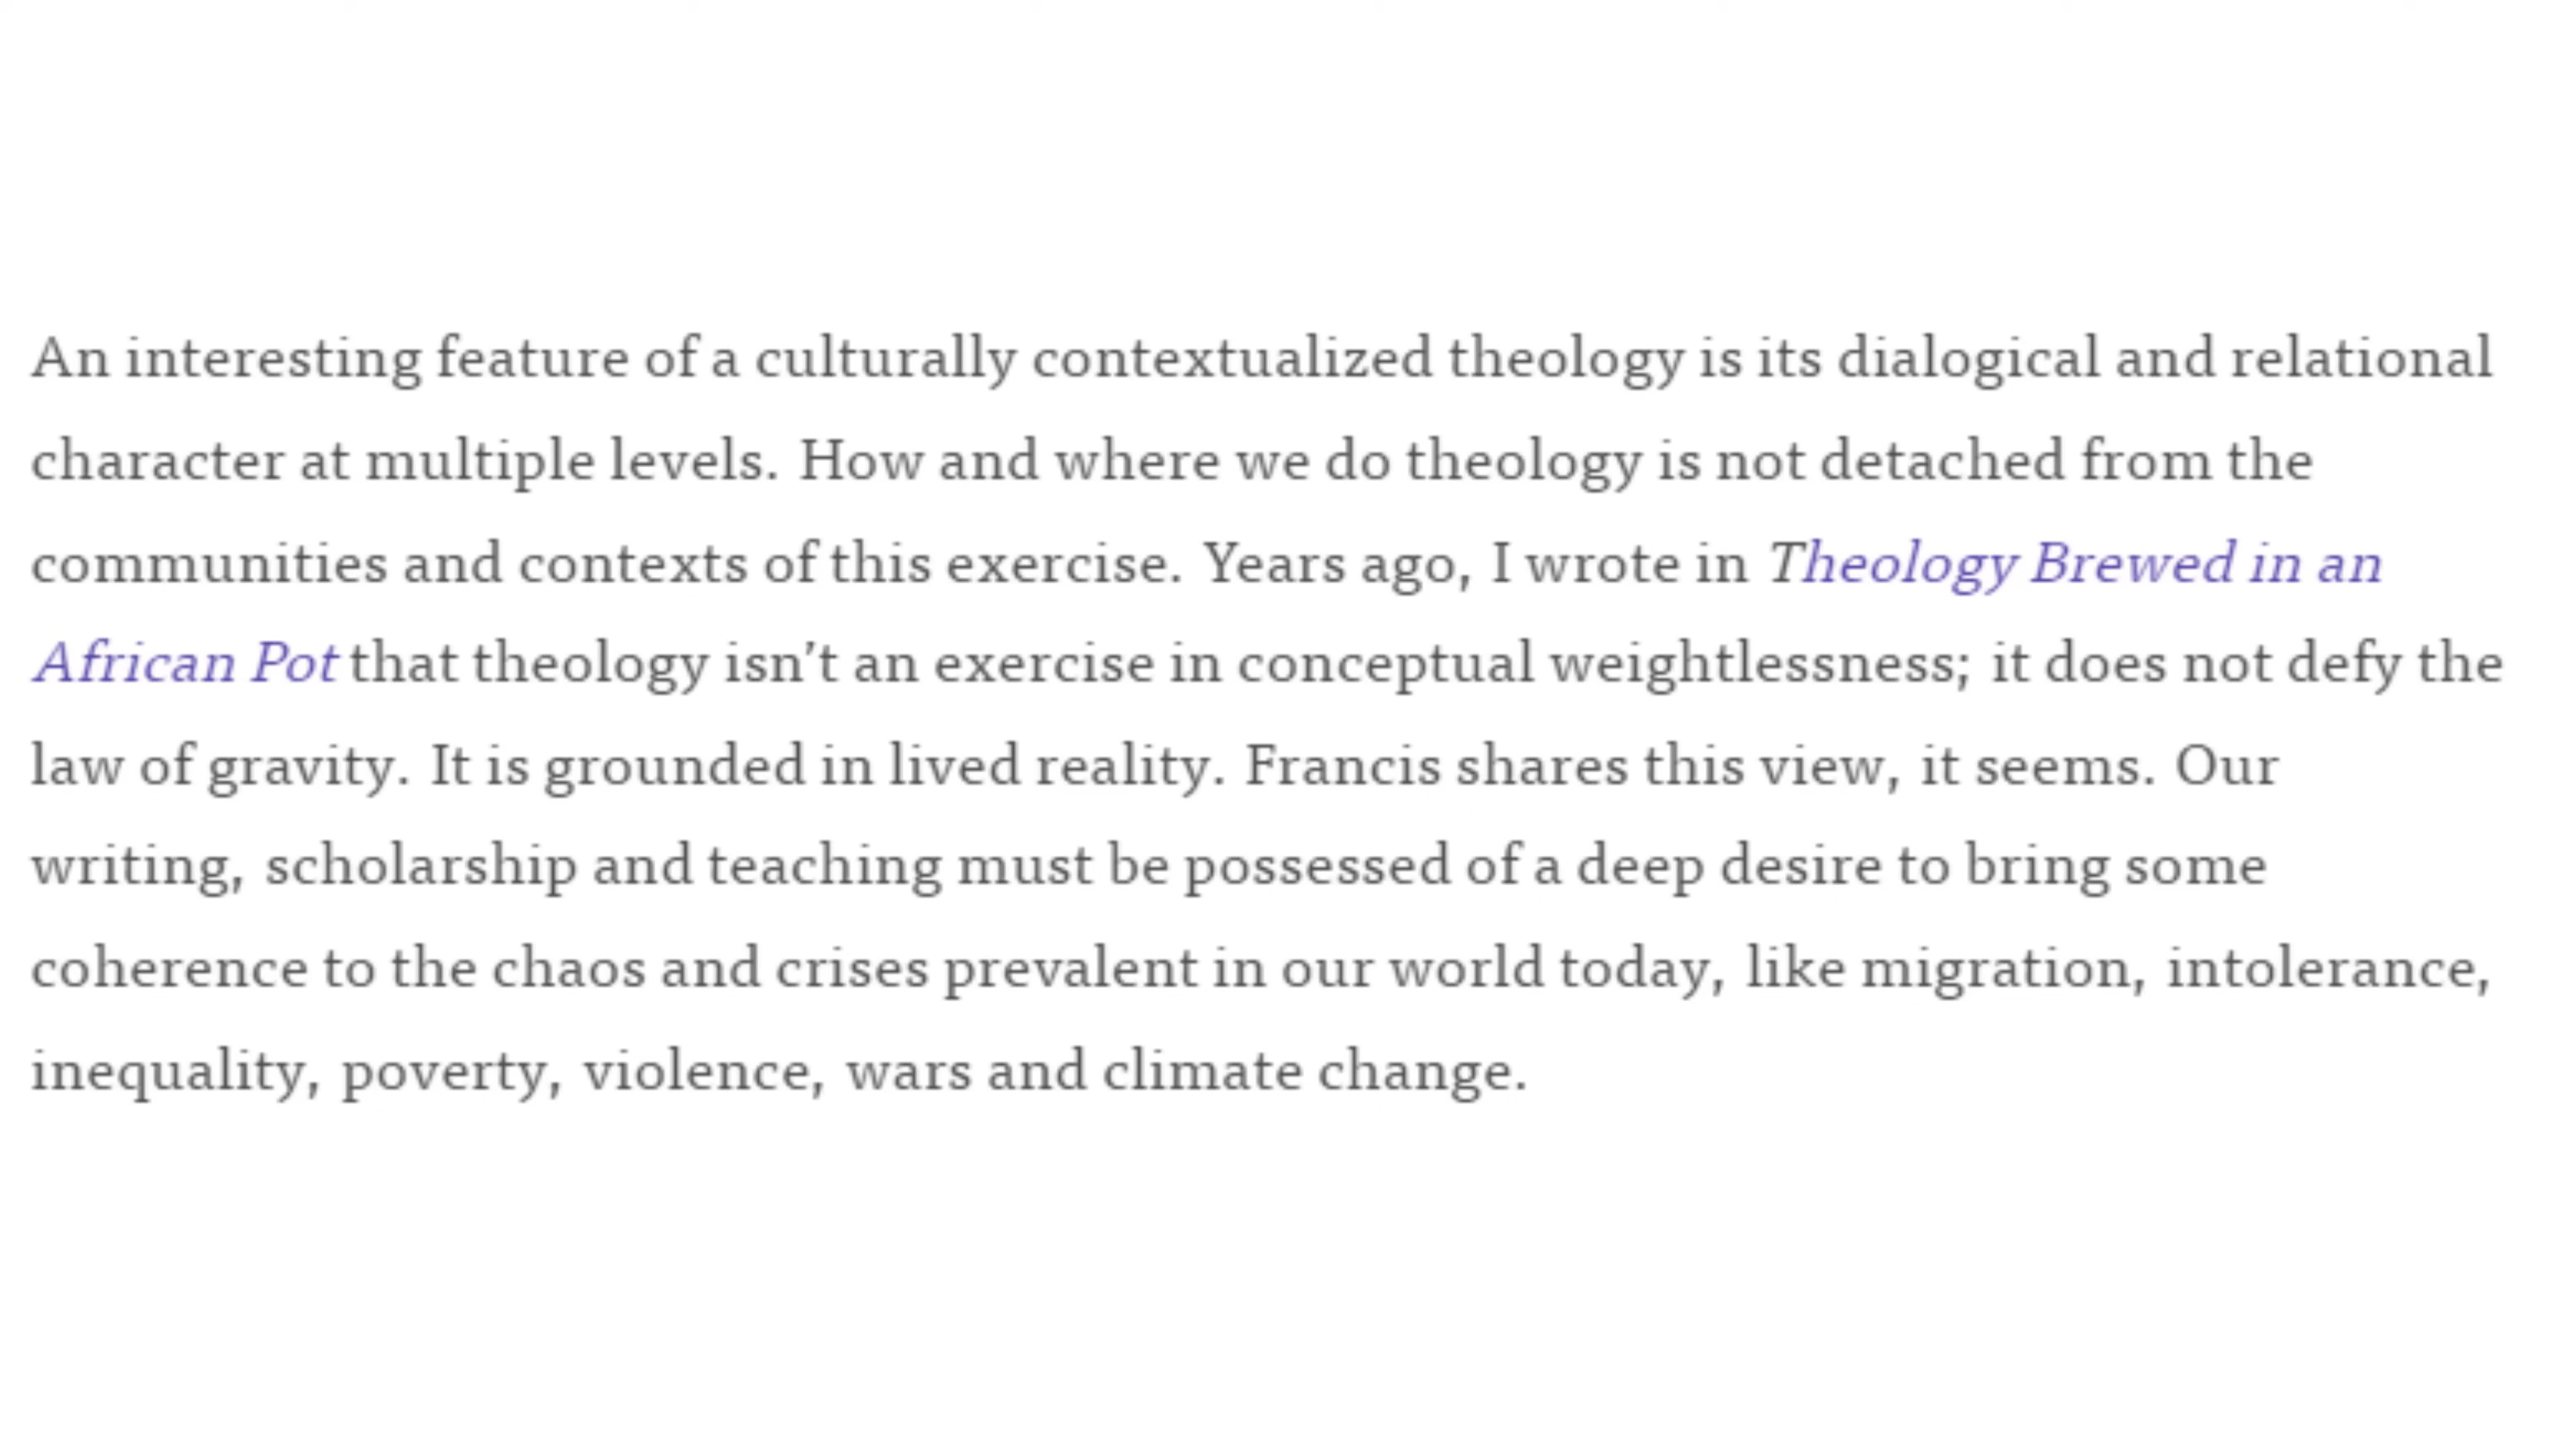 An interesting feature of a culturally contextualized theology is its dialogical and relational
character at multiple levels. How and where we do theology is not detached from the
communities and contexts of this exercise. Years ago, I wrote in Theology Brewed in an
African Pot that theology isn’t an exercise in conceptual weightlessness; it does not defy the
law of gravity. It is grounded in lived reality. Francis shares this view, it seems. Our
writing, scholarship and teaching must be possessed of a deep desire to bring some
coherence to the chaos and crises prevalent in our world today, like migration, intolerance,
inequality, poverty, violence, wars and climate change.